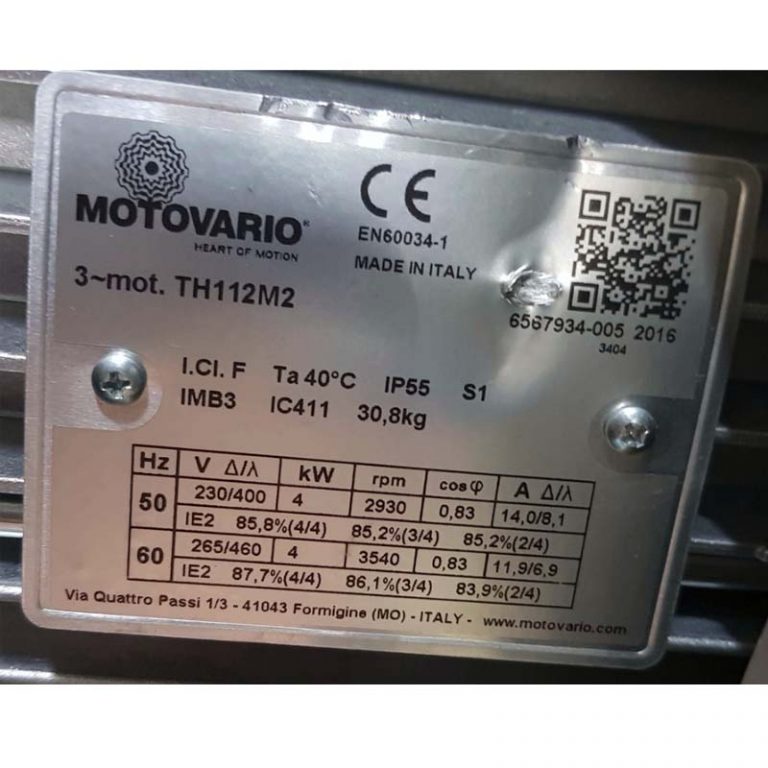 MOTOVARIO®
HEART OF MOTION
CE
EN60034-1
MADE IN ITALY
3~mot. TH112M2
6567934-005 2016
3404
I.Cl. F Ta 40°C IP55 S1
IMB3 IC411 30,8kg
Hz V Δ/λ kW rpm cosφ A Δ/λ
50 230/400 4 2930 0,83 14,0/8,1
IE2 85,8%(4/4) 85,2%(3/4) 85,2%(2/4)
60 265/460 4 3540 0,83 11,9/6,9
IE2 87,7%(4/4) 86,1%(3/4) 83,9%(2/4)
Via Quattro Passi 1/3 - 41043 Formigine (MO) - ITALY - www.motovario.com